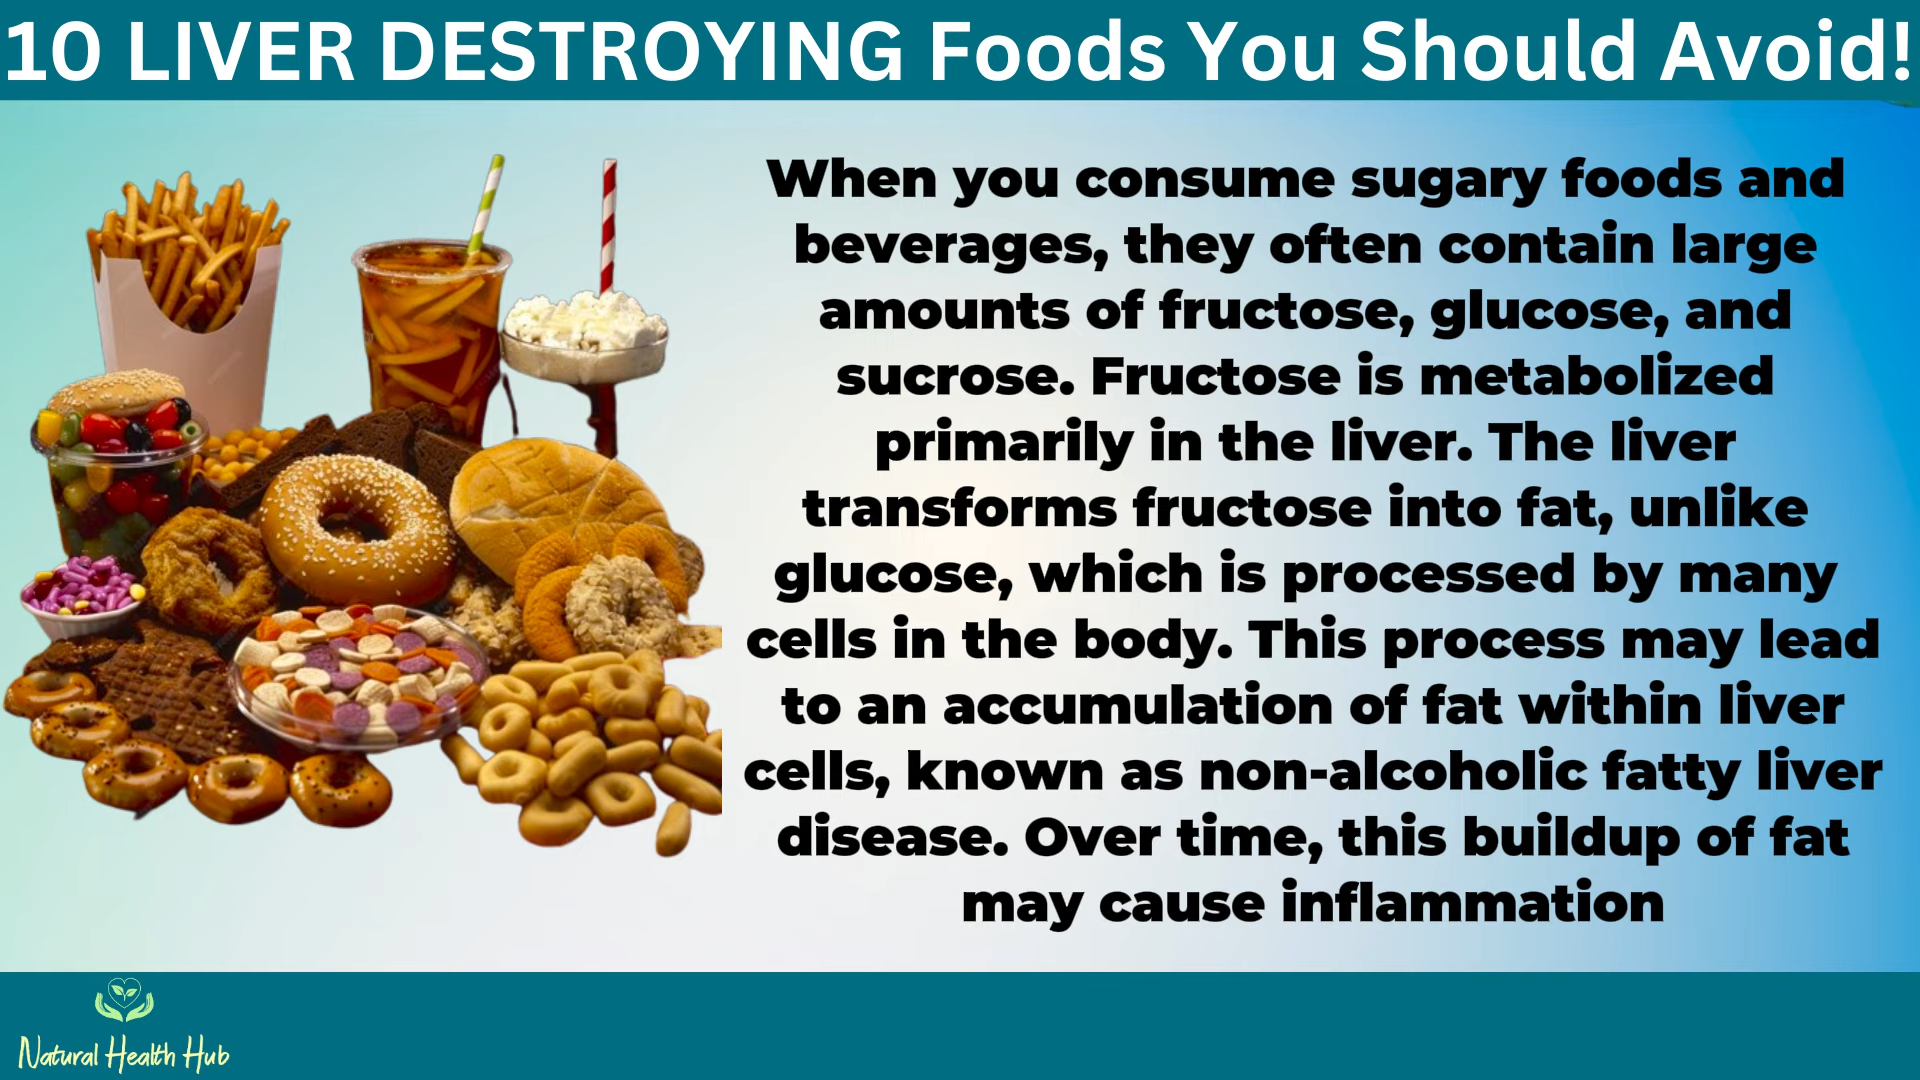 10 LIVER DESTROYING Foods You Should Avoid!
When you consume sugary foods and
beverages, they often contain large
amounts of fructose, glucose, and
sucrose. Fructose is metabolized
primarily in the liver. The liver
transforms fructose into fat, unlike
glucose, which is processed by many
cells in the body. This process may lead
to an accumulation of fat within liver
cells, known as non-alcoholic fatty liver
disease. Over time, this buildup of fat
may cause inflammation
Natural Health Hub